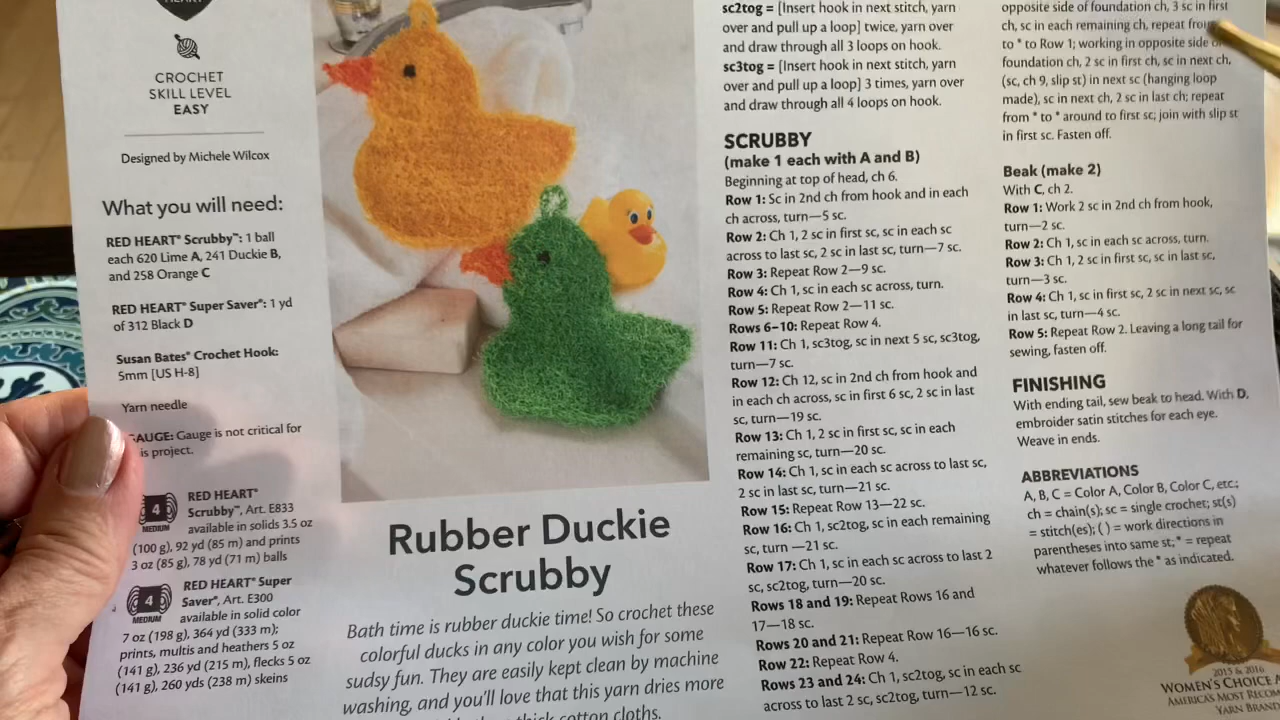 HEART
CROCHET
SKILL LEVEL
EASY
Designed by Michele Wilcox
What you will need:
RED HEART® Scrubby™: 1 ball
each 620 Lime A, 241 Duckie B,
and 258 Orange C
RED HEART® Super Saver®: 1 yd
of 312 Black D
Susan Bates® Crochet Hook:
5mm [US H-8]
Yarn needle
AUGE: Gauge is not critical for
is project.
4
MEDIUM
RED HEART®
Scrubby™, Art. E833
available in solids 3.5 oz
(100 g), 92 yd (85 m) and prints
3 oz (85 g), 78 yd (71 m) balls
4
MEDIUM
RED HEART® Super
Saver®, Art. E300
available in solid color
7 oz (198 g), 364 yd (333 m);
prints, multis and heathers 5 oz
(141 g), 236 yd (215 m), flecks 5 oz
(141 g), 260 yds (238 m) skeins
Rubber Duckie
Scrubby
Bath time is rubber duckie time! So crochet these
colorful ducks in any color you wish for some
sudsy fun. They are easily kept clean by machine
washing, and you'll love that this yarn dries more
thick cotton cloths.
sc2tog = [Insert hook in next stitch, yarn
over and pull up a loop] twice, yarn over
and draw through all 3 loops on hook.
sc3tog = [Insert hook in next stitch, yarn
over and pull up a loop] 3 times, yarn over
and draw through all 4 loops on hook.
SCRUBBY
(make 1 each with A and B)
Beginning at top of head, ch 6.
Row 1: Sc in 2nd ch from hook and in each
ch across, turn—5 sc.
Row 2: Ch 1, 2 sc in first sc, sc in each sc
across to last sc, 2 sc in last sc, turn—7 sc.
Row 3: Repeat Row 2—9 sc.
Row 4: Ch 1, sc in each sc across, turn.
Row 5: Repeat Row 2—11 sc.
Rows 6–10: Repeat Row 4.
Row 11: Ch 1, sc3tog, sc in next 5 sc, sc3tog,
turn—7 sc.
Row 12: Ch 12, sc in 2nd ch from hook and
in each ch across, sc in first 6 sc, 2 sc in last
sc, turn—19 sc.
Row 13: Ch 1, 2 sc in first sc, sc in each
remaining sc, turn—20 sc.
Row 14: Ch 1, sc in each sc across to last sc,
2 sc in last sc, turn—21 sc.
Row 15: Repeat Row 13—22 sc.
Row 16: Ch 1, sc2tog, sc in each remaining
sc, turn —21 sc.
Row 17: Ch 1, sc in each sc across to last 2
sc, sc2tog, turn—20 sc.
Rows 18 and 19: Repeat Rows 16 and
17—18 sc.
Rows 20 and 21: Repeat Row 16—16 sc.
Row 22: Repeat Row 4.
Rows 23 and 24: Ch 1, sc2tog, sc in each sc
across to last 2 sc, sc2tog, turn—12 sc.
opposite side of foundation ch, 3 sc in first
ch, sc in each remaining ch, repeat from
to * to Row 1; working in opposite side of
foundation ch, 2 sc in first ch, sc in next ch,
(sc, ch 9, slip st) in next sc (hanging loop
made), sc in next ch, 2 sc in last ch; repeat
from * to * around to first sc; join with slip st
in first sc. Fasten off.
Beak (make 2)
With C, ch 2.
Row 1: Work 2 sc in 2nd ch from hook,
turn—2 sc.
Row 2: Ch 1, sc in each sc across, turn.
Row 3: Ch 1, 2 sc in first sc, sc in last sc,
turn—3 sc.
Row 4: Ch 1, sc in first sc, 2 sc in next sc, sc
in last sc, turn—4 sc.
Row 5: Repeat Row 2. Leaving a long tail for
sewing, fasten off.
FINISHING
With ending tail, sew beak to head. With D,
embroider satin stitches for each eye.
Weave in ends.
ABBREVIATIONS
A, B, C = Color A, Color B, Color C, etc.;
ch = chain(s); sc = single crochet; st(s)
= stitch(es); ( ) = work directions in
parentheses into same st; * = repeat
whatever follows the * as indicated.
2015 & 2016
WOMEN'S CHOICE
AMERICA'S MOST
YARN BRAND